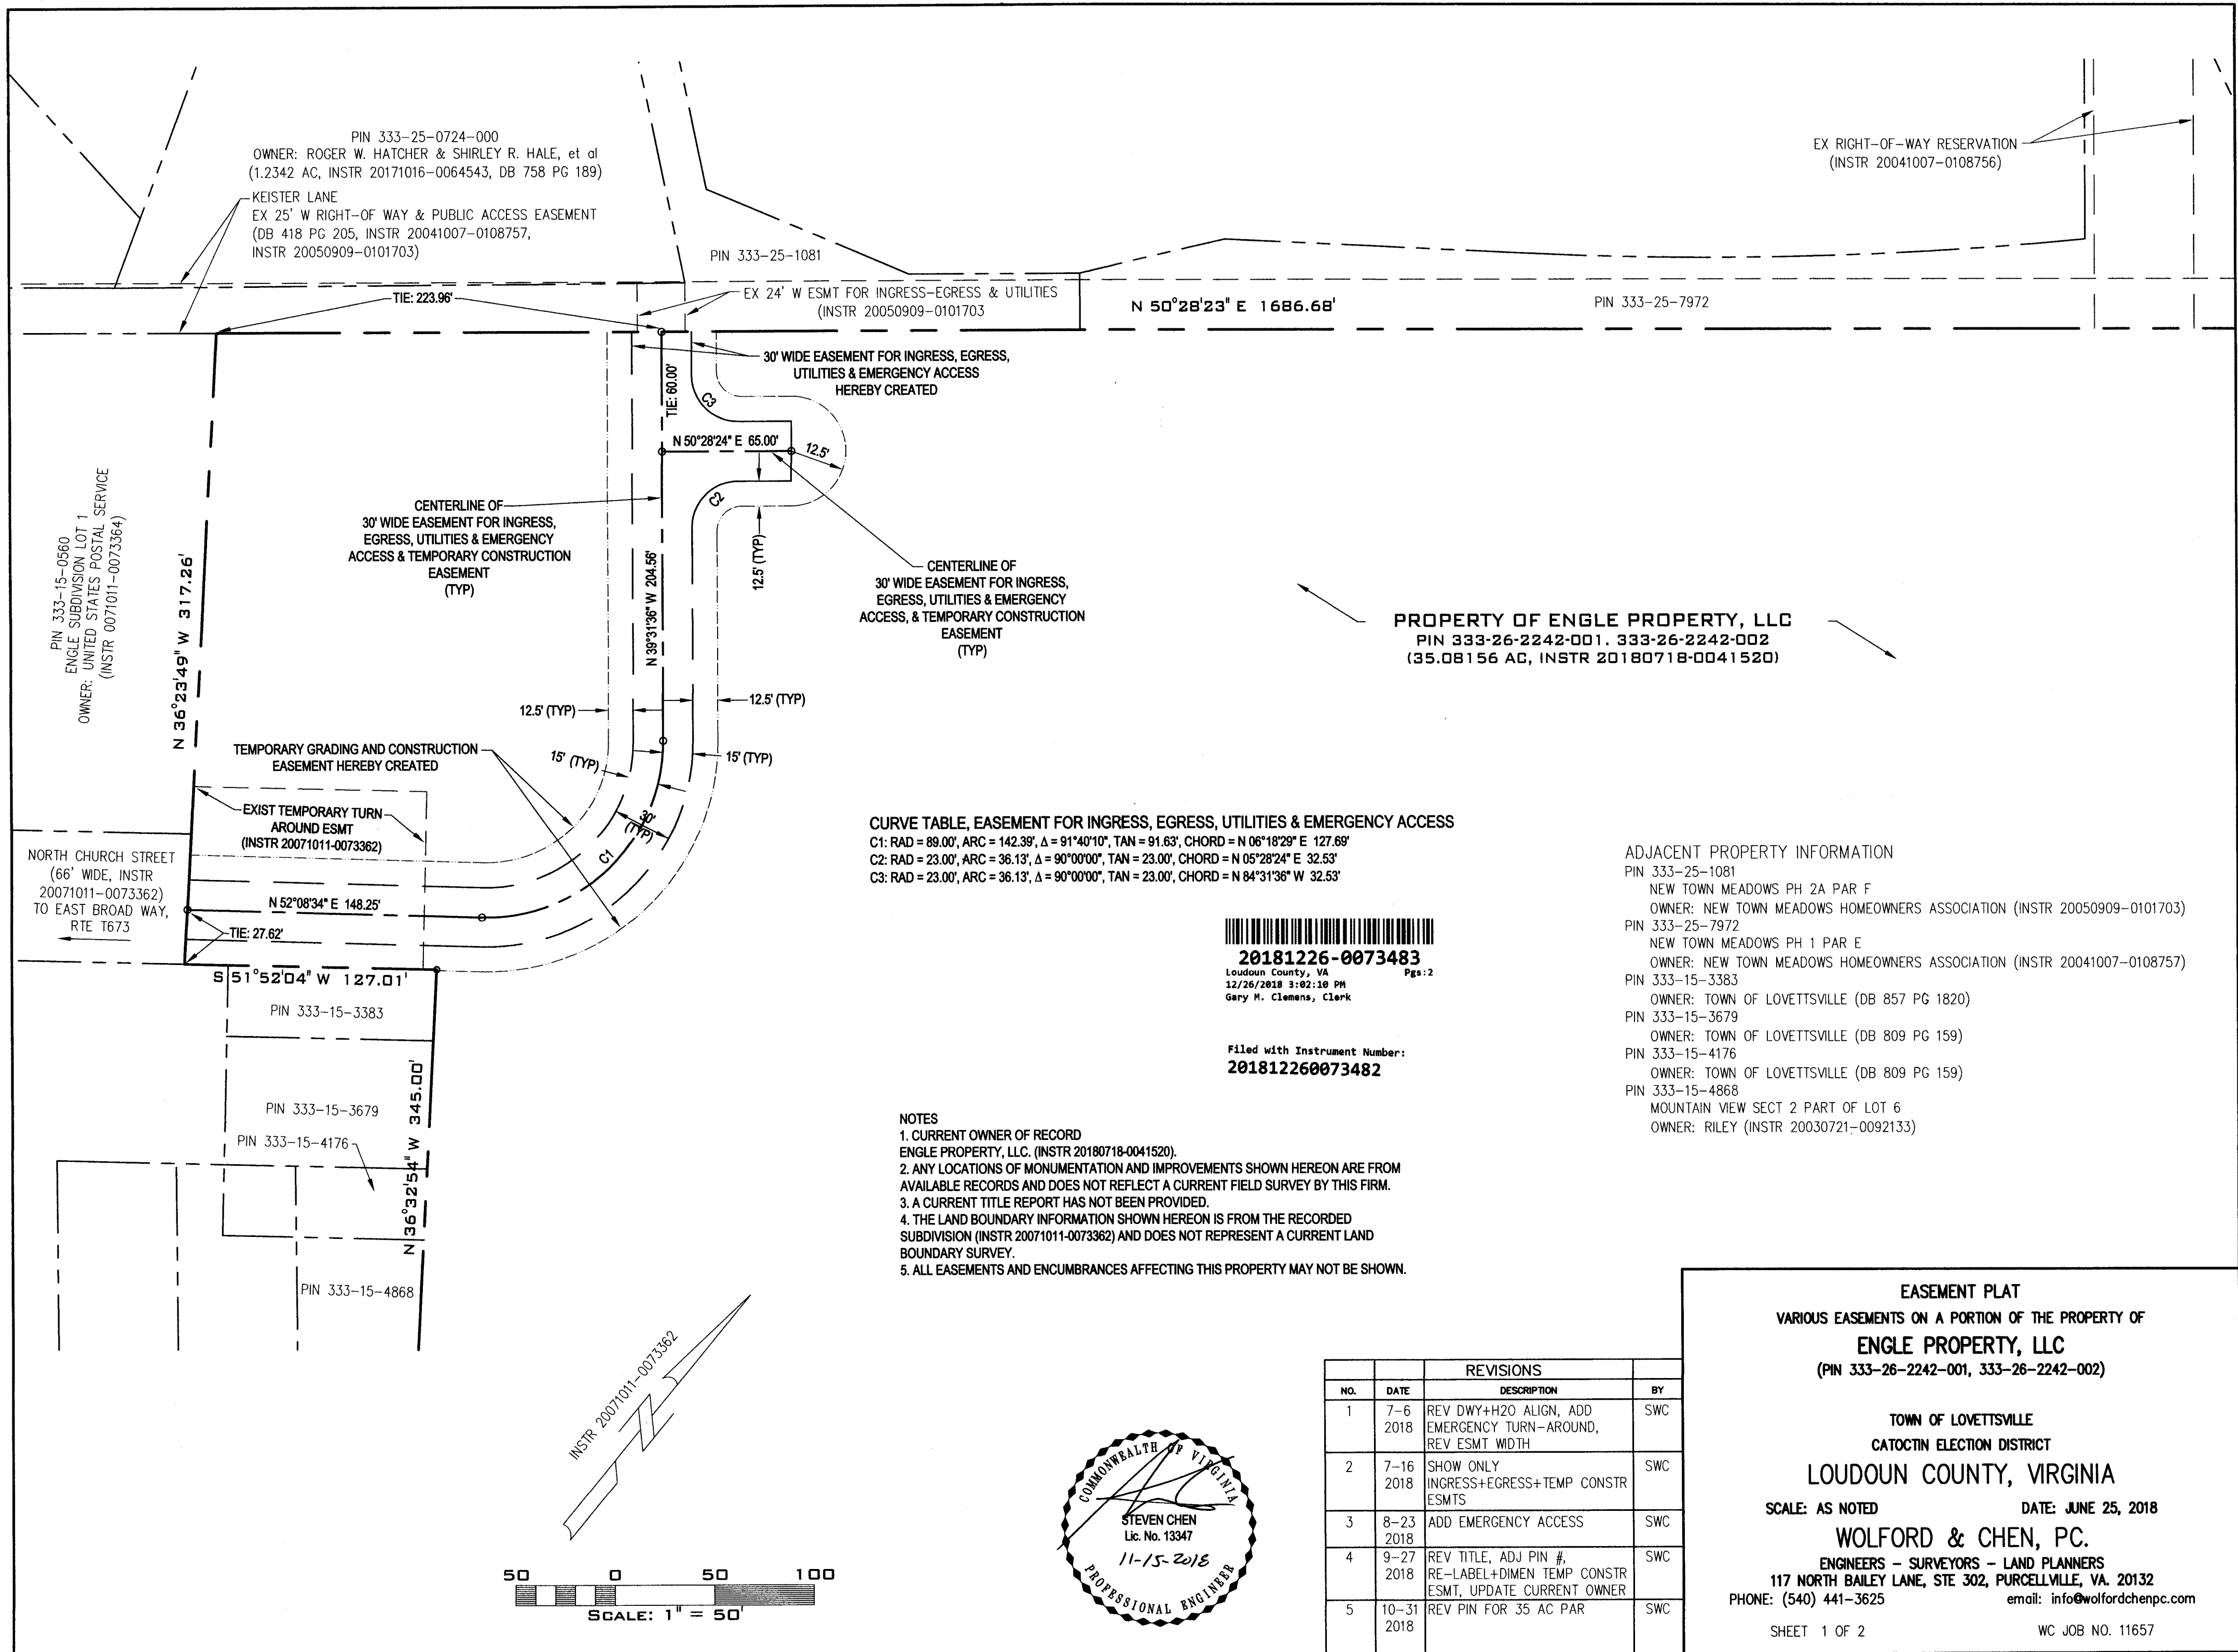 PIN 333-25-0724-000
OWNER: ROGER W. HATCHER & SHIRLEY R. HALE, et al
(1.2342 AC, INSTR 20171016-0064543, DB 758 PG 189)
KEISTER LANE
EX 25' W RIGHT-OF WAY & PUBLIC ACCESS EASEMENT
(DB 418 PG 205, INSTR 20041007-0108757,
INSTR 20050909-0101703)
EX RIGHT-OF-WAY RESERVATION
(INSTR 20041007-0108756)
PIN 333-25-1081
TIE: 223.96'
EX 24' W ESMT FOR INGRESS-EGRESS & UTILITIES
(INSTR 20050909-0101703
N 50°28'23" E 1686.68'
PIN 333-25-7972
30' WIDE EASEMENT FOR INGRESS, EGRESS,
UTILITIES & EMERGENCY ACCESS
HEREBY CREATED
TIE: 60.00'
C3
N 50°28'24" E 65.00'
12.5'
C2
12.5' (TYP)
CENTERLINE OF
30' WIDE EASEMENT FOR INGRESS,
EGRESS, UTILITIES & EMERGENCY
ACCESS & TEMPORARY CONSTRUCTION
EASEMENT
(TYP)
N 39°31'36" W 204.56'
CENTERLINE OF
30' WIDE EASEMENT FOR INGRESS,
EGRESS, UTILITIES & EMERGENCY
ACCESS, & TEMPORARY CONSTRUCTION
EASEMENT
(TYP)
PIN 333-15-0560
ENGLE SUBDIVISION LOT 1
OWNER: UNITED STATES POSTAL SERVICE
(INSTR 0071011-0073364)
N 36°23'49" W 317.26'
PROPERTY OF ENGLE PROPERTY, LLC
PIN 333-26-2242-001. 333-26-2242-002
(35.08156 AC, INSTR 20180718-0041520)
12.5' (TYP)
12.5' (TYP)
15' (TYP)
15' (TYP)
TEMPORARY GRADING AND CONSTRUCTION
EASEMENT HEREBY CREATED
EXIST TEMPORARY TURN
AROUND ESMT
(INSTR 20071011-0073362)
30'
(TYP)
C1
NORTH CHURCH STREET
(66' WIDE, INSTR
20071011-0073362)
TO EAST BROAD WAY,
RTE T673
N 52°08'34" E 148.25'
TIE: 27.62'
S 51°52'04" W 127.01'
PIN 333-15-3383
PIN 333-15-3679
PIN 333-15-4176
N 36°32'54" W 345.00'
PIN 333-15-4868
CURVE TABLE, EASEMENT FOR INGRESS, EGRESS, UTILITIES & EMERGENCY ACCESS
C1: RAD = 89.00', ARC = 142.39', Δ = 91°40'10", TAN = 91.63', CHORD = N 06°18'29" E 127.69'
C2: RAD = 23.00', ARC = 36.13', Δ = 90°00'00", TAN = 23.00', CHORD = N 05°28'24" E 32.53'
C3: RAD = 23.00', ARC = 36.13', Δ = 90°00'00", TAN = 23.00', CHORD = N 84°31'36" W 32.53'
20181226-0073483
Loudoun County, VA Pgs:2
12/26/2018 3:02:10 PM
Gary M. Clemens, Clerk
Filed with Instrument Number:
201812260073482
ADJACENT PROPERTY INFORMATION
PIN 333-25-1081
NEW TOWN MEADOWS PH 2A PAR F
OWNER: NEW TOWN MEADOWS HOMEOWNERS ASSOCIATION (INSTR 20050909-0101703)
PIN 333-25-7972
NEW TOWN MEADOWS PH 1 PAR E
OWNER: NEW TOWN MEADOWS HOMEOWNERS ASSOCIATION (INSTR 20041007-0108757)
PIN 333-15-3383
OWNER: TOWN OF LOVETTSVILLE (DB 857 PG 1820)
PIN 333-15-3679
OWNER: TOWN OF LOVETTSVILLE (DB 809 PG 159)
PIN 333-15-4176
OWNER: TOWN OF LOVETTSVILLE (DB 809 PG 159)
PIN 333-15-4868
MOUNTAIN VIEW SECT 2 PART OF LOT 6
OWNER: RILEY (INSTR 20030721-0092133)
NOTES
1. CURRENT OWNER OF RECORD
ENGLE PROPERTY, LLC. (INSTR 20180718-0041520).
2. ANY LOCATIONS OF MONUMENTATION AND IMPROVEMENTS SHOWN HEREON ARE FROM
AVAILABLE RECORDS AND DOES NOT REFLECT A CURRENT FIELD SURVEY BY THIS FIRM.
3. A CURRENT TITLE REPORT HAS NOT BEEN PROVIDED.
4. THE LAND BOUNDARY INFORMATION SHOWN HEREON IS FROM THE RECORDED
SUBDIVISION (INSTR 20071011-0073362) AND DOES NOT REPRESENT A CURRENT LAND
BOUNDARY SURVEY.
5. ALL EASEMENTS AND ENCUMBRANCES AFFECTING THIS PROPERTY MAY NOT BE SHOWN.
INSTR 20071011-0073362
50 0 50 100
SCALE: 1" = 50'
COMMONWEALTH OF VIRGINIA
STEVEN CHEN
Lic. No. 13347
11-15-2018
PROFESSIONAL ENGINEER
REVISIONS
NO. DATE DESCRIPTION BY
1 7-6 REV DWY+H2O ALIGN, ADD SWC
2018 EMERGENCY TURN-AROUND,
REV ESMT WIDTH
2 7-16 SHOW ONLY SWC
2018 INGRESS+EGRESS+TEMP CONSTR
ESMTS
3 8-23 ADD EMERGENCY ACCESS SWC
2018
4 9-27 REV TITLE, ADJ PIN #, SWC
2018 RE-LABEL+DIMEN TEMP CONSTR
ESMT, UPDATE CURRENT OWNER
5 10-31 REV PIN FOR 35 AC PAR SWC
2018
EASEMENT PLAT
VARIOUS EASEMENTS ON A PORTION OF THE PROPERTY OF
ENGLE PROPERTY, LLC
(PIN 333-26-2242-001, 333-26-2242-002)
TOWN OF LOVETTSVILLE
CATOCTIN ELECTION DISTRICT
LOUDOUN COUNTY, VIRGINIA
SCALE: AS NOTED DATE: JUNE 25, 2018
WOLFORD & CHEN, PC.
ENGINEERS - SURVEYORS - LAND PLANNERS
117 NORTH BAILEY LANE, STE 302, PURCELLVILLE, VA. 20132
PHONE: (540) 441-3625 email: info@wolfordchenpc.com
SHEET 1 OF 2 WC JOB NO. 11657